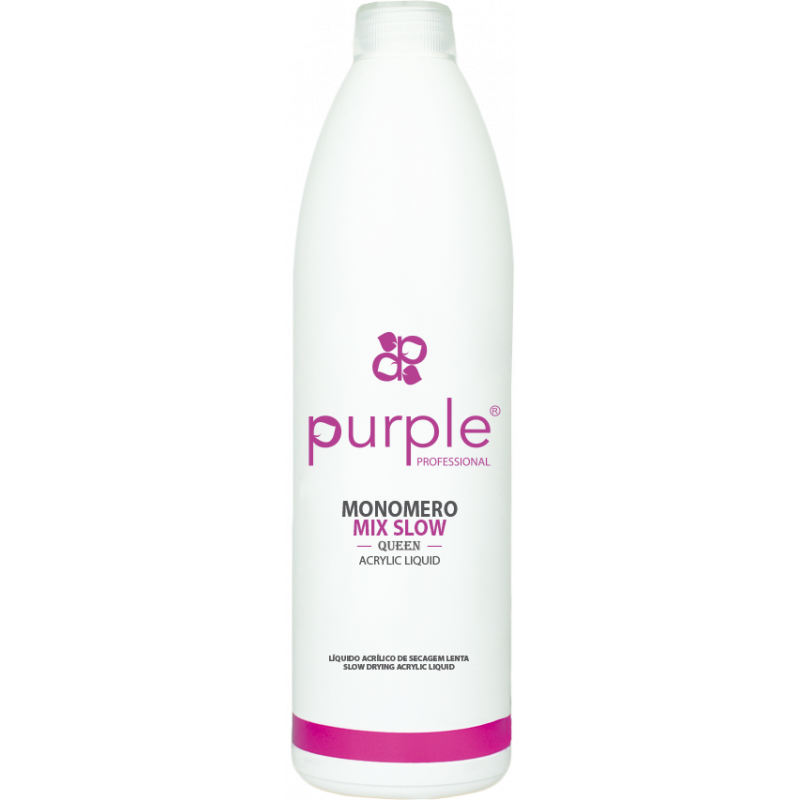 purple®
PROFESSIONAL
MONOMERO
MIX SLOW
QUEEN
ACRYLIC LIQUID
LÍQUIDO ACRÍLICO DE SECAGEM LENTA
SLOW DRYING ACRYLIC LIQUID